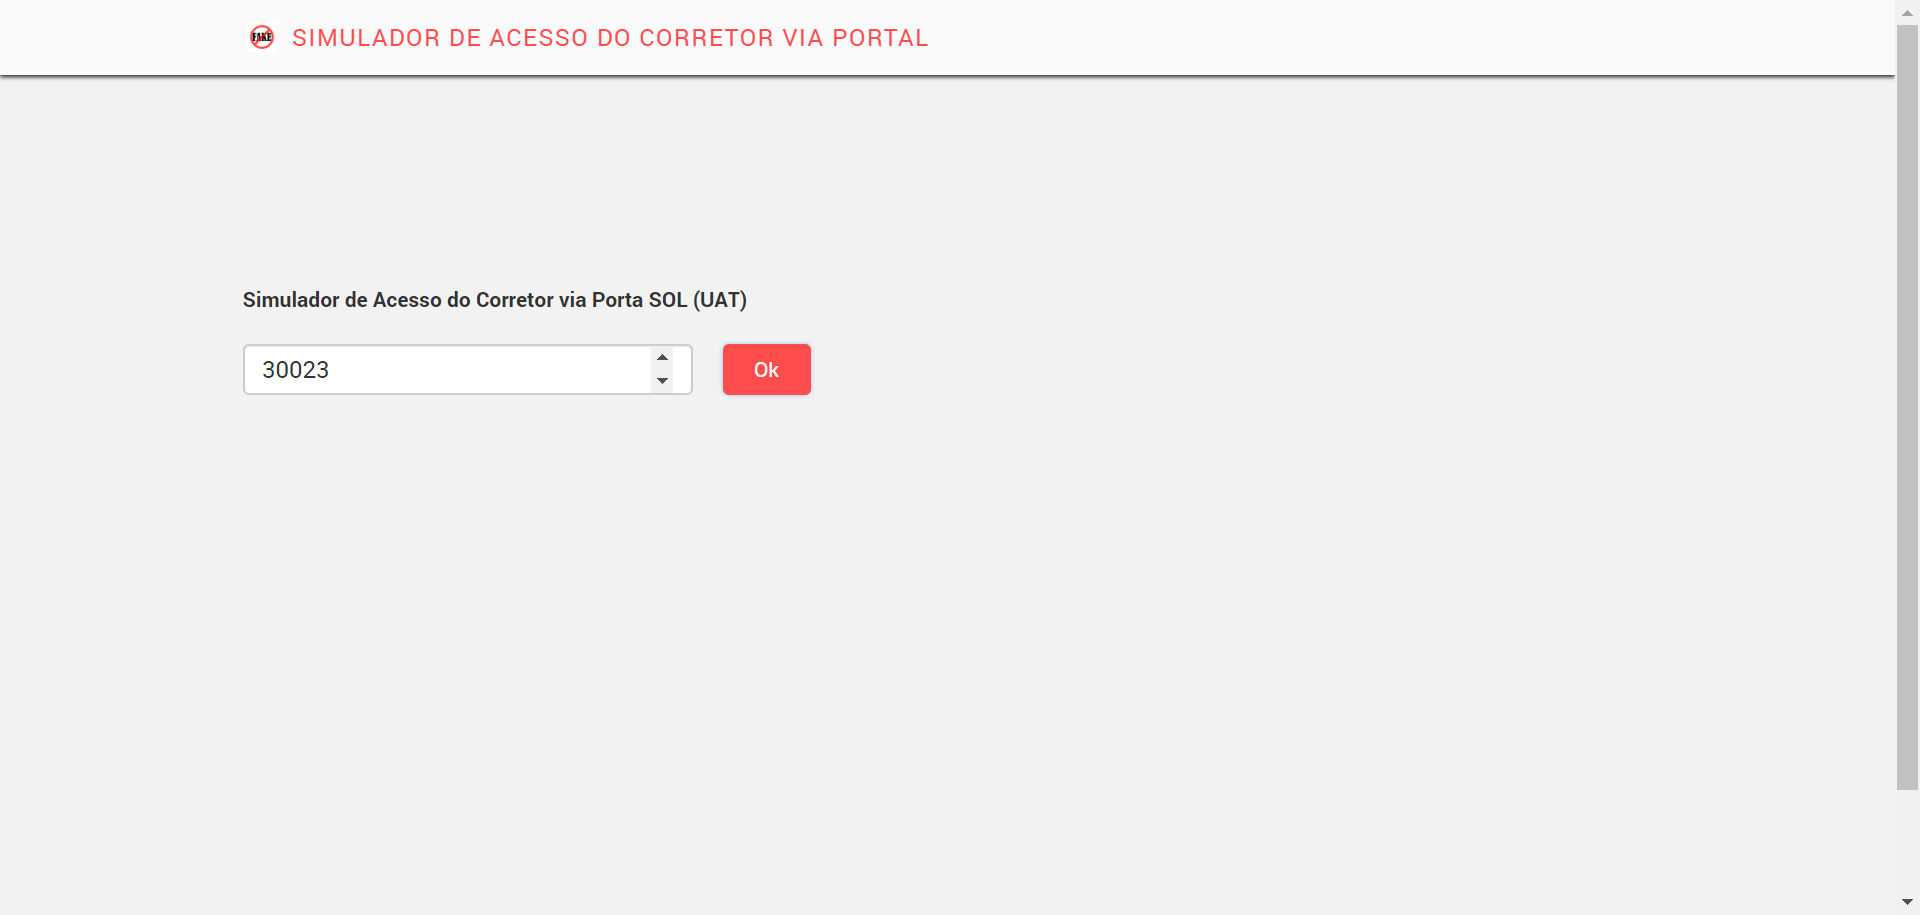 FAKE SIMULADOR DE ACESSO DO CORRETOR VIA PORTAL
Simulador de Acesso do Corretor via Porta SOL (UAT)
30023 Ok